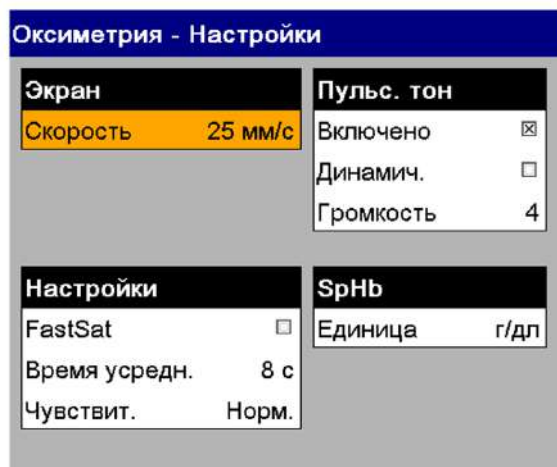 Оксиметрия - Настройки
Экран
Скорость 25 мм/с
Пульс. тон
Включено
Динамич.
Громкость 4
Настройки
FastSat
Время усредн. 8 с
Чувствит. Норм.
SpHb
Единица г/дл